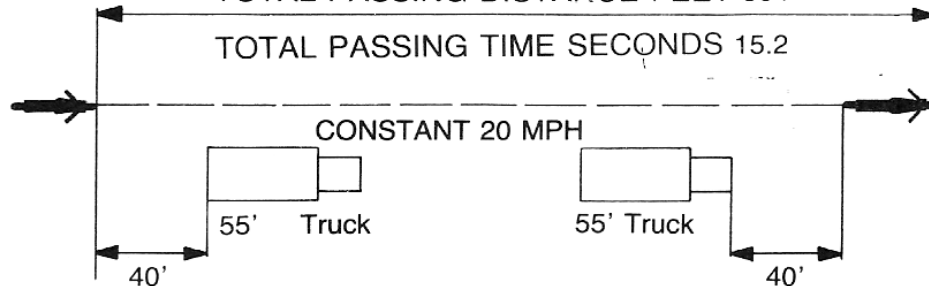 TOTAL PASSING TIME SECONDS 15.2
CONSTANT 20 MPH
55' Truck
55' Truck
40'
40'